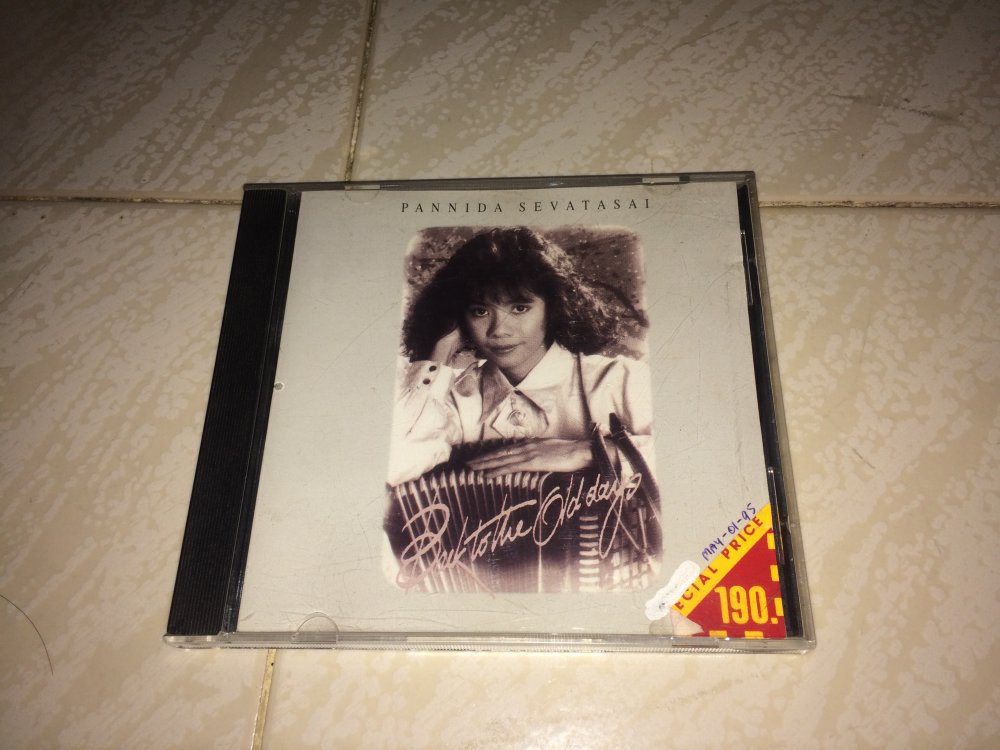 PANNIDA SEVATASAI
Back to the Old days
MAY-01-95
ECIAL PRICE
190.-